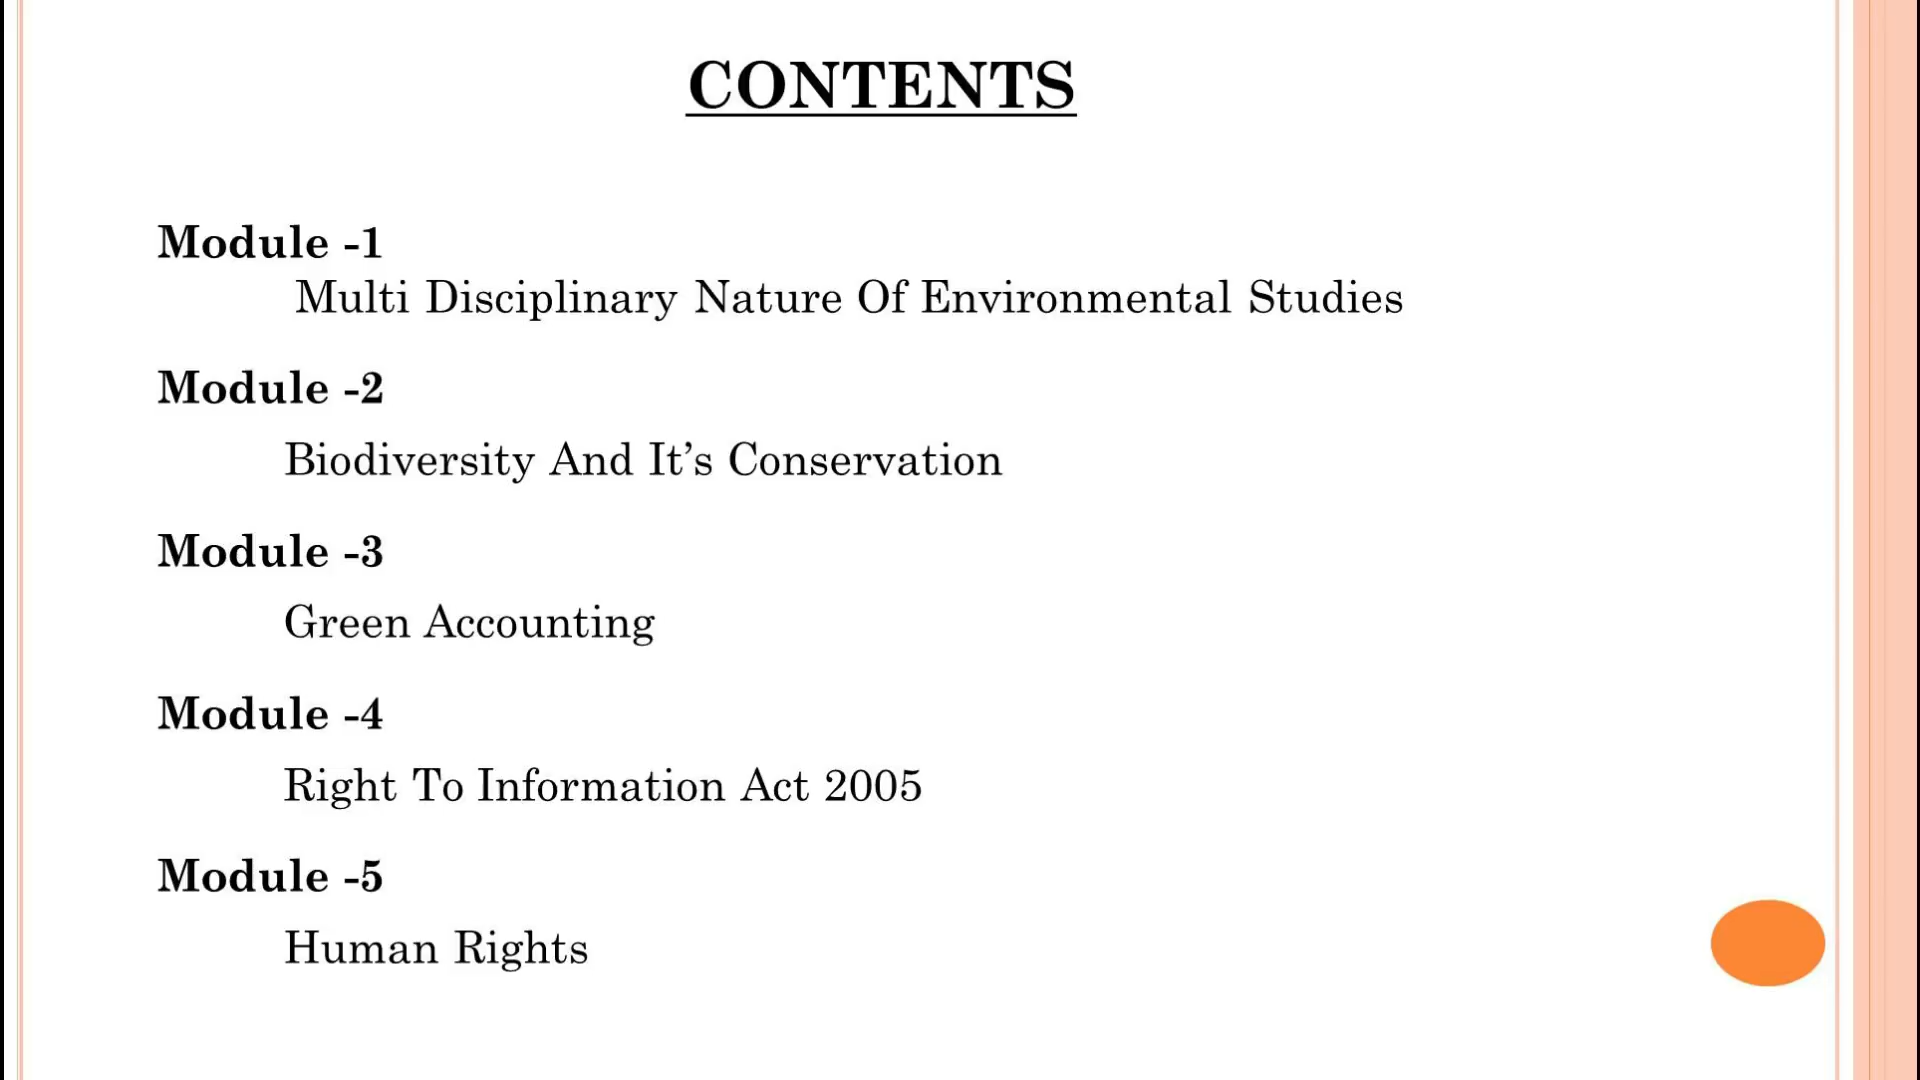 CONTENTS
Module -1
Multi Disciplinary Nature Of Environmental Studies
Module -2
Biodiversity And It’s Conservation
Module -3
Green Accounting
Module -4
Right To Information Act 2005
Module -5
Human Rights